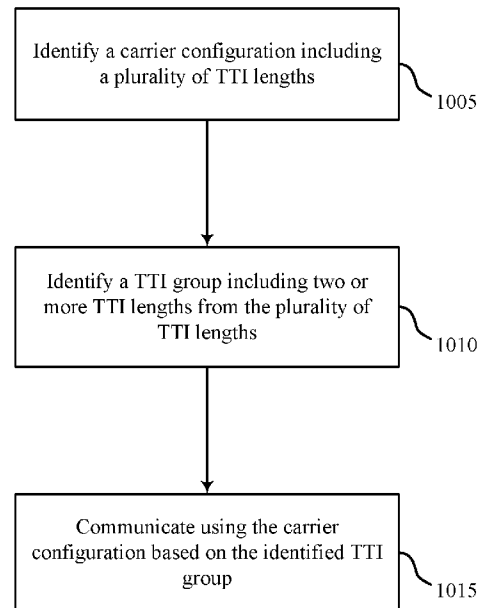 Identify a carrier configuration including
a plurality of TTI lengths
1005
Identify a TTI group including two or
more TTI lengths from the plurality of
TTI lengths
1010
Communicate using the carrier
configuration based on the identified TTI
group
1015